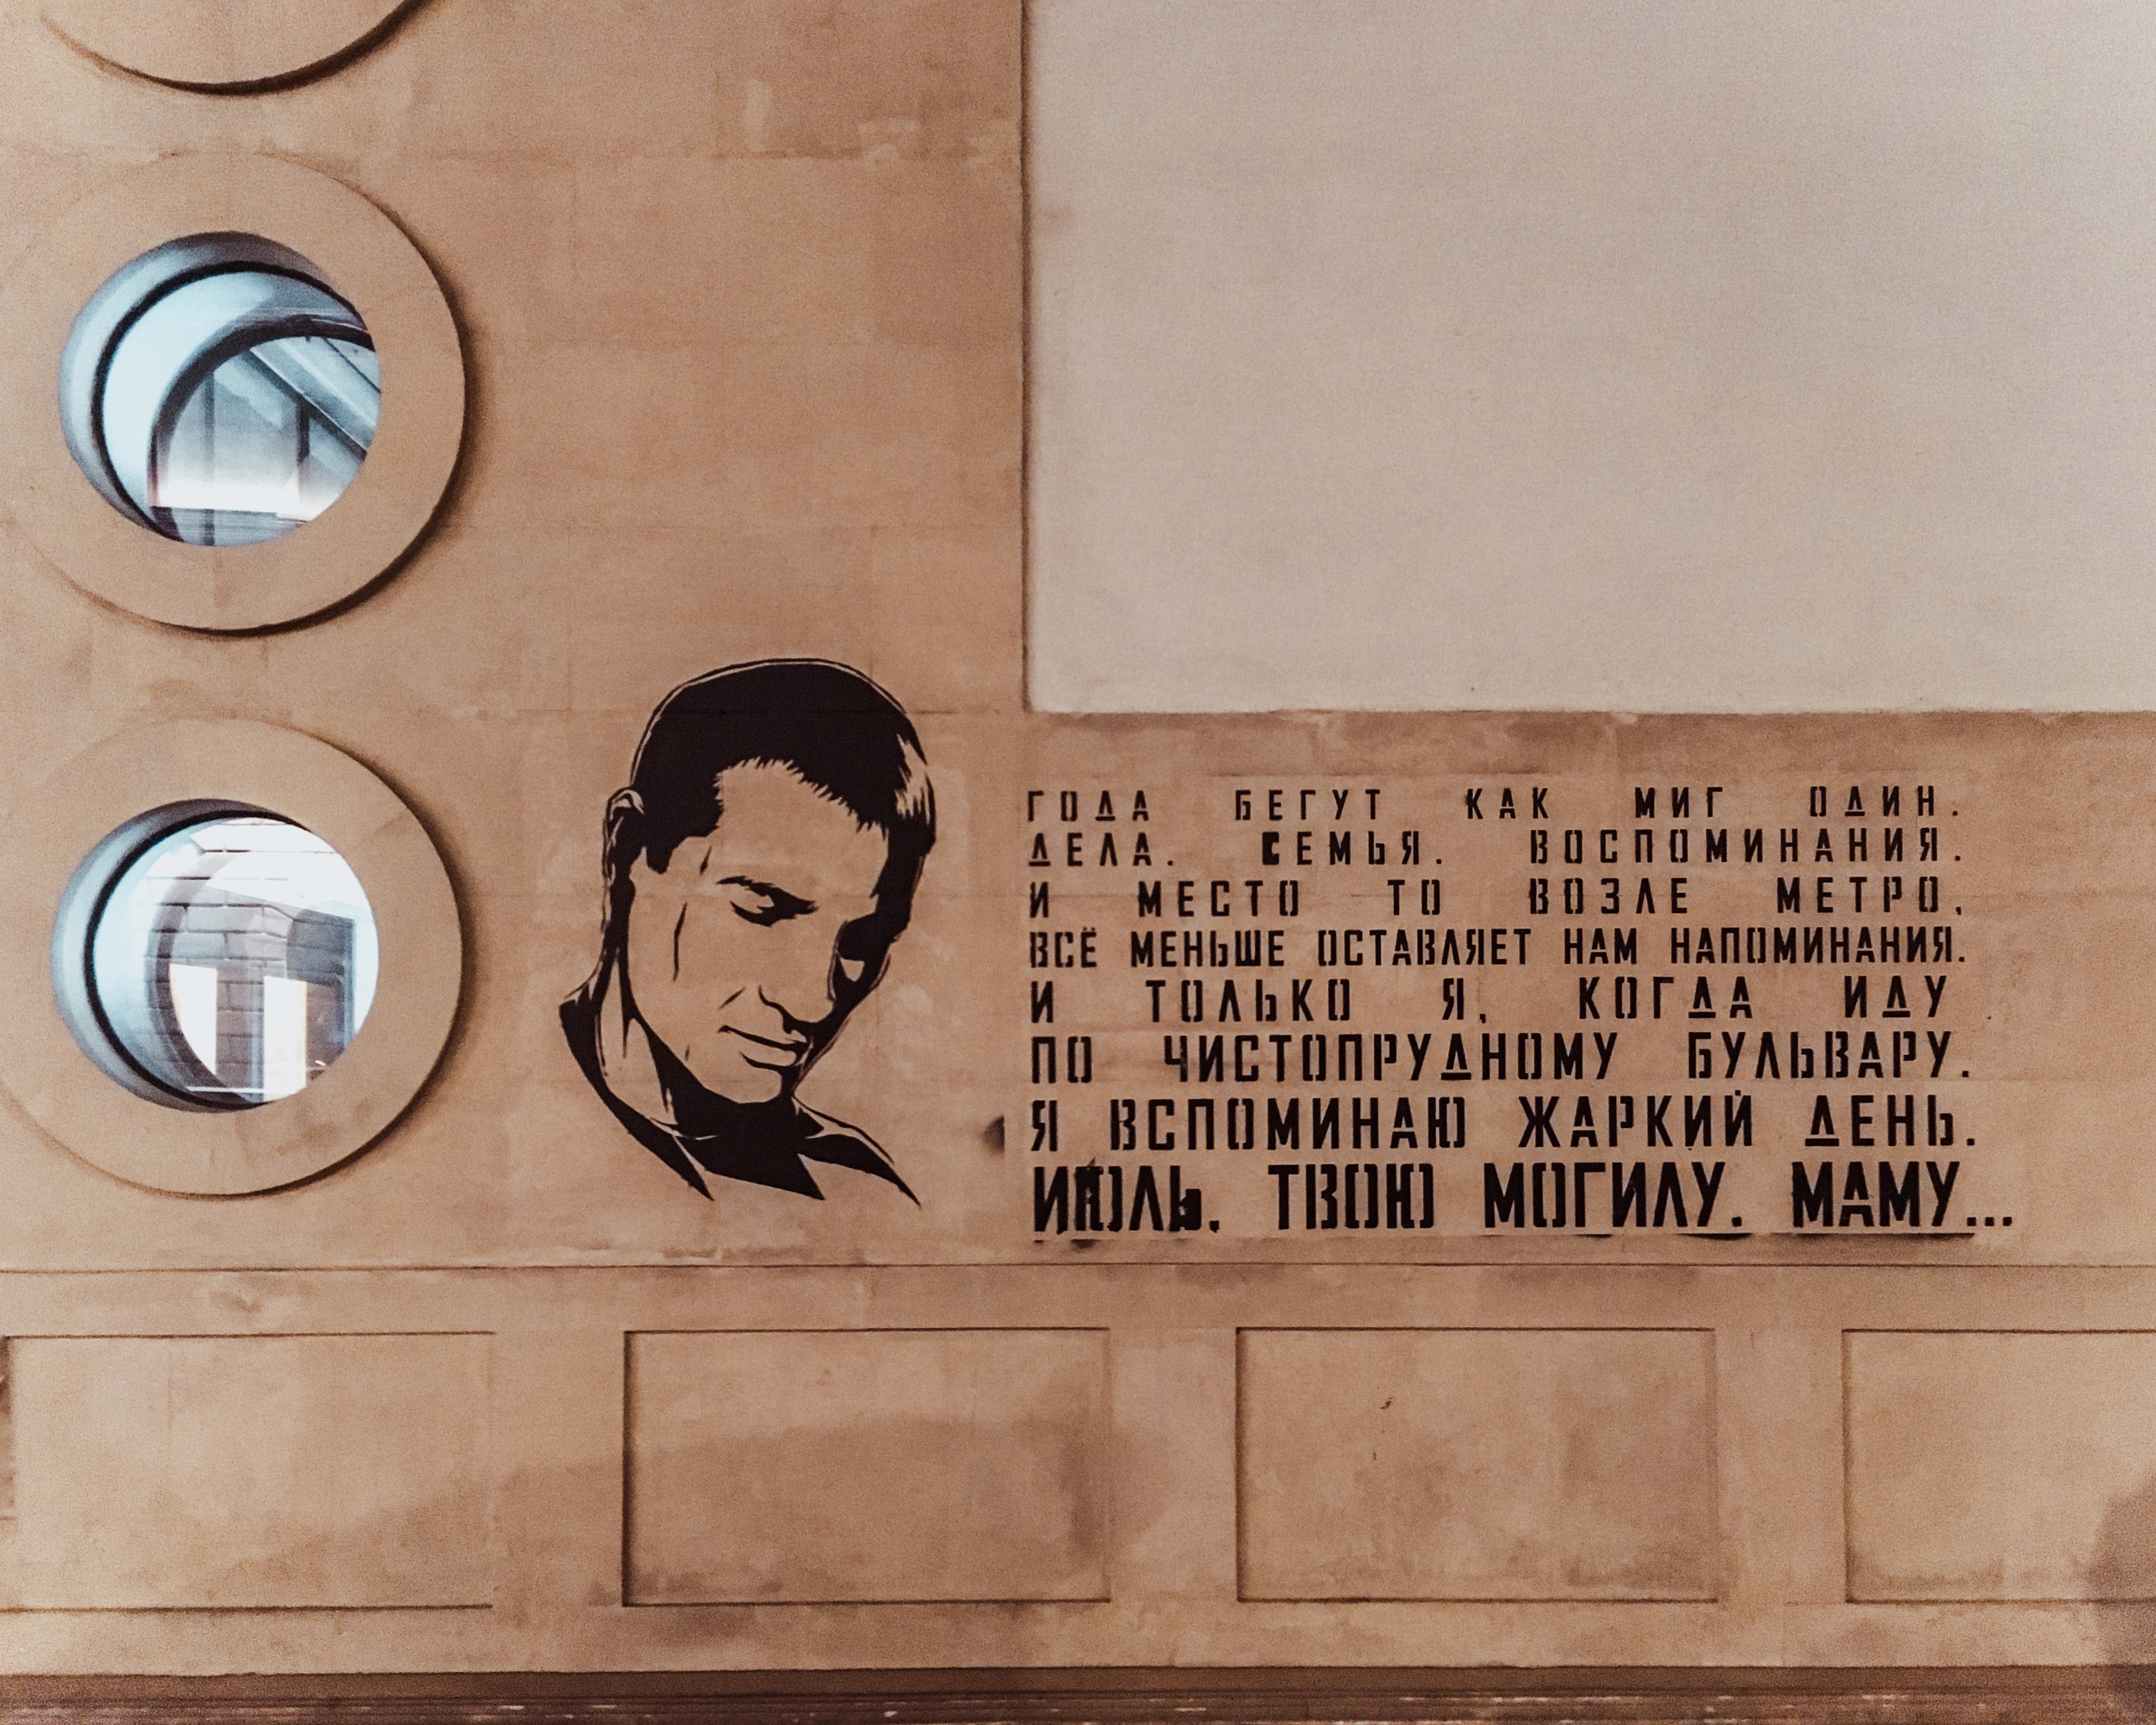 ГОДА БЕГУТ КАК МИГ ОДИН.
ДЕЛА. СЕМЬЯ. ВОСПОМИНАНИЯ.
И МЕСТО ТО ВОЗЛЕ МЕТРО,
ВСЁ МЕНЬШЕ ОСТАВЛЯЕТ НАМ НАПОМИНАНИЯ.
И ТОЛЬКО Я, КОГДА ИДУ
ПО ЧИСТОПРУДНОМУ БУЛЬВАРУ.
Я ВСПОМИНАЮ ЖАРКИЙ ДЕНЬ.
ИЮЛЬ. ТВОЮ МОГИЛУ. МАМУ...